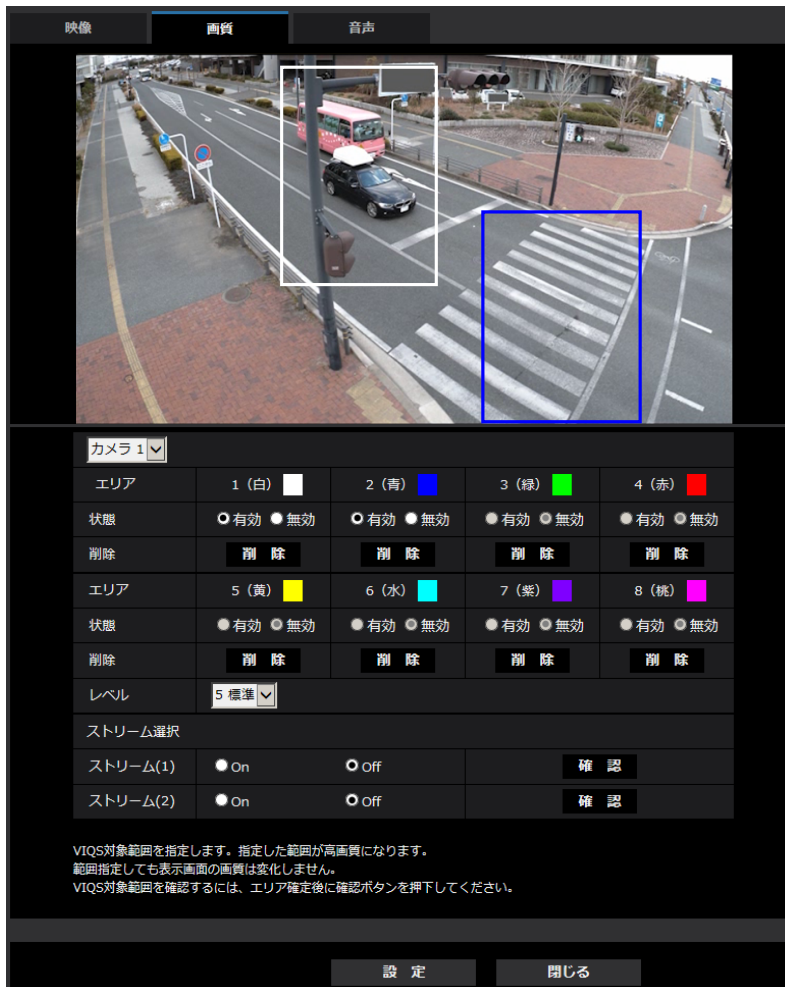 映像 画質 音声
カメラ 1
エリア 1（白） 2（青） 3（緑） 4（赤）
状態 有効 無効 有効 無効 有効 無効 有効 無効
削除 削 除 削 除 削 除 削 除
エリア 5（黄） 6（水） 7（紫） 8（桃）
状態 有効 無効 有効 無効 有効 無効 有効 無効
削除 削 除 削 除 削 除 削 除
レベル 5 標準
ストリーム選択
ストリーム(1) On Off 確 認
ストリーム(2) On Off 確 認
VIQS対象範囲を指定します。指定した範囲が高画質になります。
範囲指定しても表示画面の画質は変化しません。
VIQS対象範囲を確認するには、エリア確定後に確認ボタンを押下してください。
設 定 閉じる